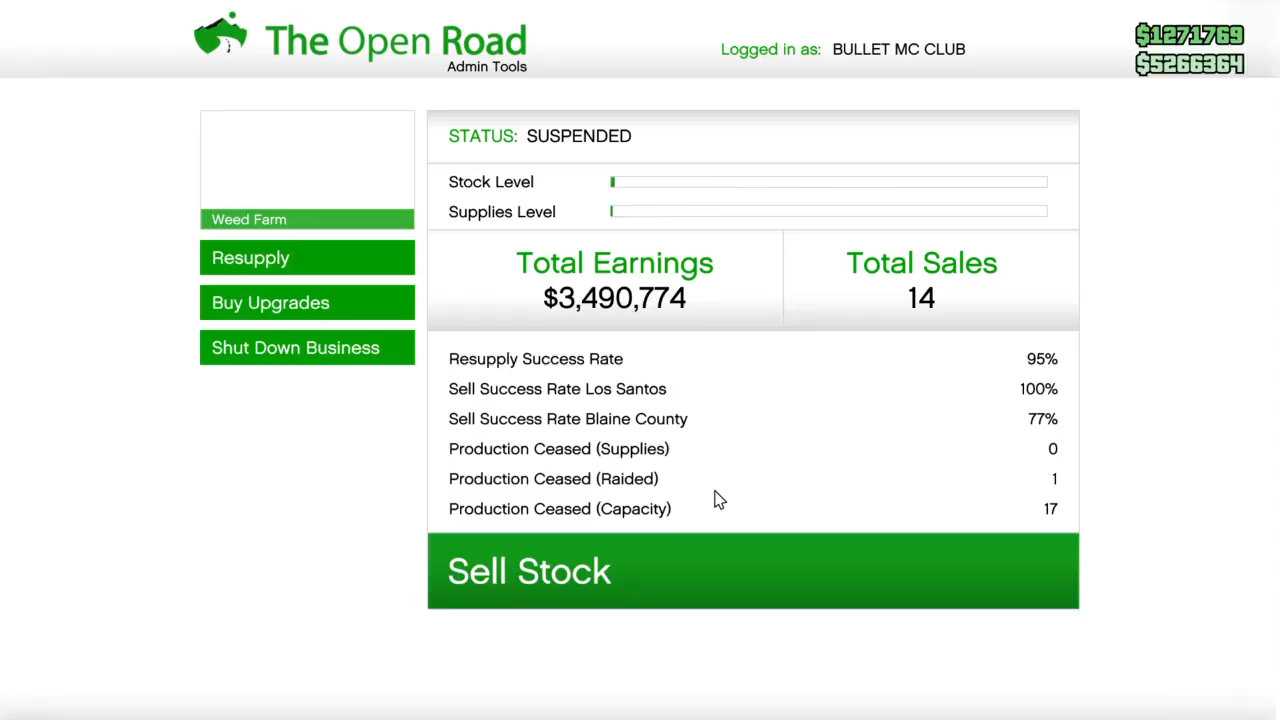 The Open Road
Admin Tools
Logged in as: BULLET MC CLUB
$1271769
$5266364
Weed Farm
Resupply
Buy Upgrades
Shut Down Business
STATUS: SUSPENDED
Stock Level
Supplies Level
Total Earnings
$3,490,774
Total Sales
14
Resupply Success Rate 95%
Sell Success Rate Los Santos 100%
Sell Success Rate Blaine County 77%
Production Ceased (Supplies) 0
Production Ceased (Raided) 1
Production Ceased (Capacity) 17
Sell Stock